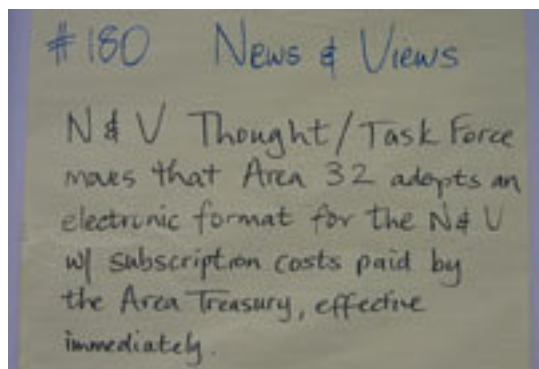 #180 News & Views
N & V Thought/Task Force
moves that Area 32 adopts an
electronic format for the N & V
w/ subscription costs paid by
the Area Treasury, effective
immediately.